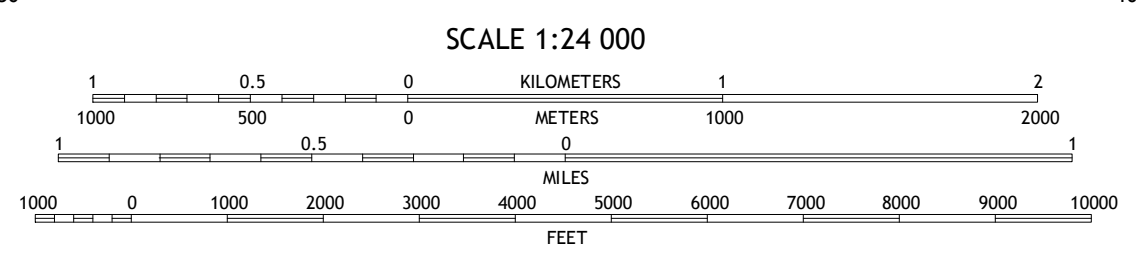 SCALE 1:24 000
1 0.5 0 KILOMETERS 1 2
1000 500 0 METERS 1000 2000
1 0.5 0 1
MILES
1000 0 1000 2000 3000 4000 5000 6000 7000 8000 9000 10000
FEET